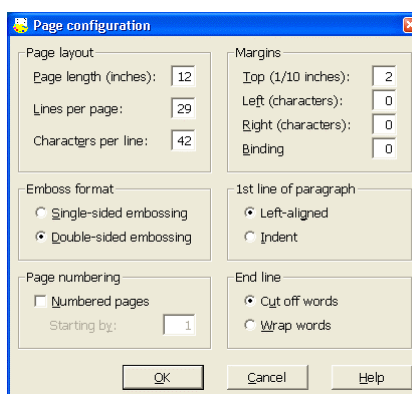 Page configuration
Page layout
Page length (inches): 12
Lines per page: 29
Characters per line: 42
Margins
Top (1/10 inches): 2
Left (characters): 0
Right (characters): 0
Binding 0
Emboss format
Single-sided embossing
Double-sided embossing
1st line of paragraph
Left-aligned
Indent
Page numbering
Numbered pages
Starting by: 1
End line
Cut off words
Wrap words
OK
Cancel
Help